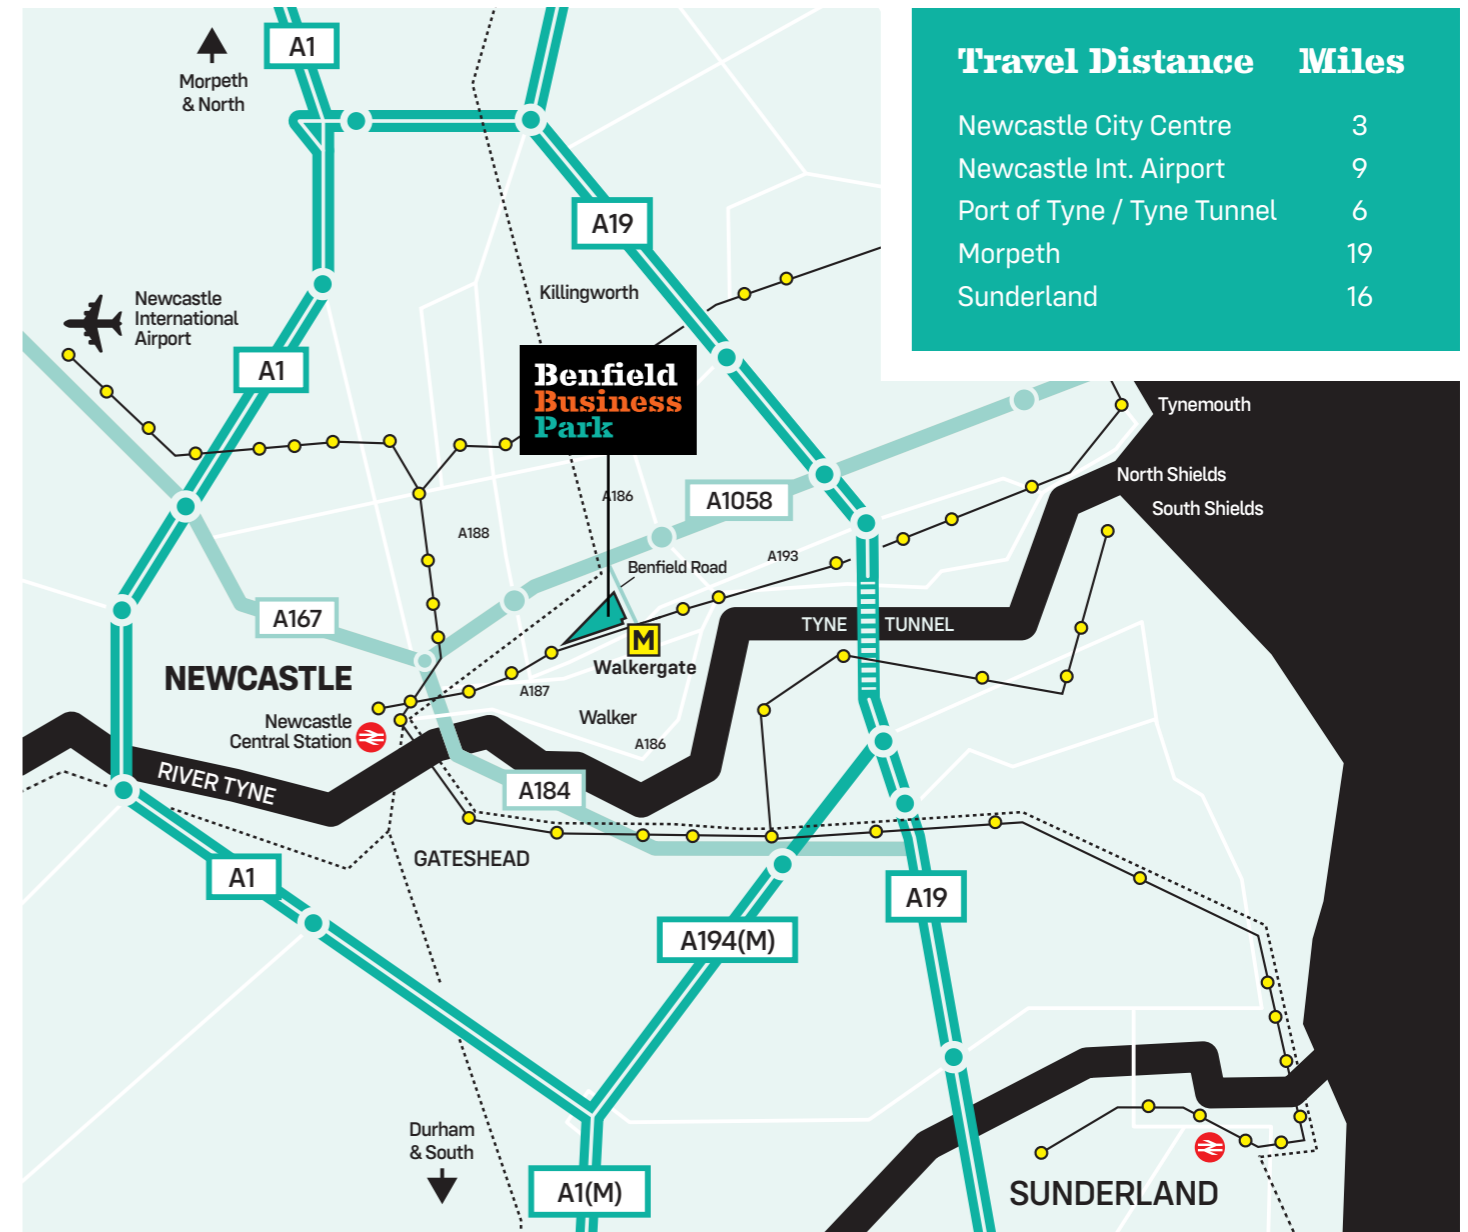 A1
Morpeth
& North
Travel Distance Miles
Newcastle City Centre 3
Newcastle Int. Airport 9
Port of Tyne / Tyne Tunnel 6
Morpeth 19
Sunderland 16
A19
Killingworth
Newcastle
International
Airport
A1
Benfield
Business
Park
Tynemouth
North Shields
South Shields
A186
A1058
A188
A193
Benfield Road
A167
TYNE TUNNEL
M
Walkergate
NEWCASTLE
A187
Newcastle
Central Station
Walker
A186
RIVER TYNE
A184
GATESHEAD
A1
A19
A194(M)
Durham
& South
A1(M)
SUNDERLAND